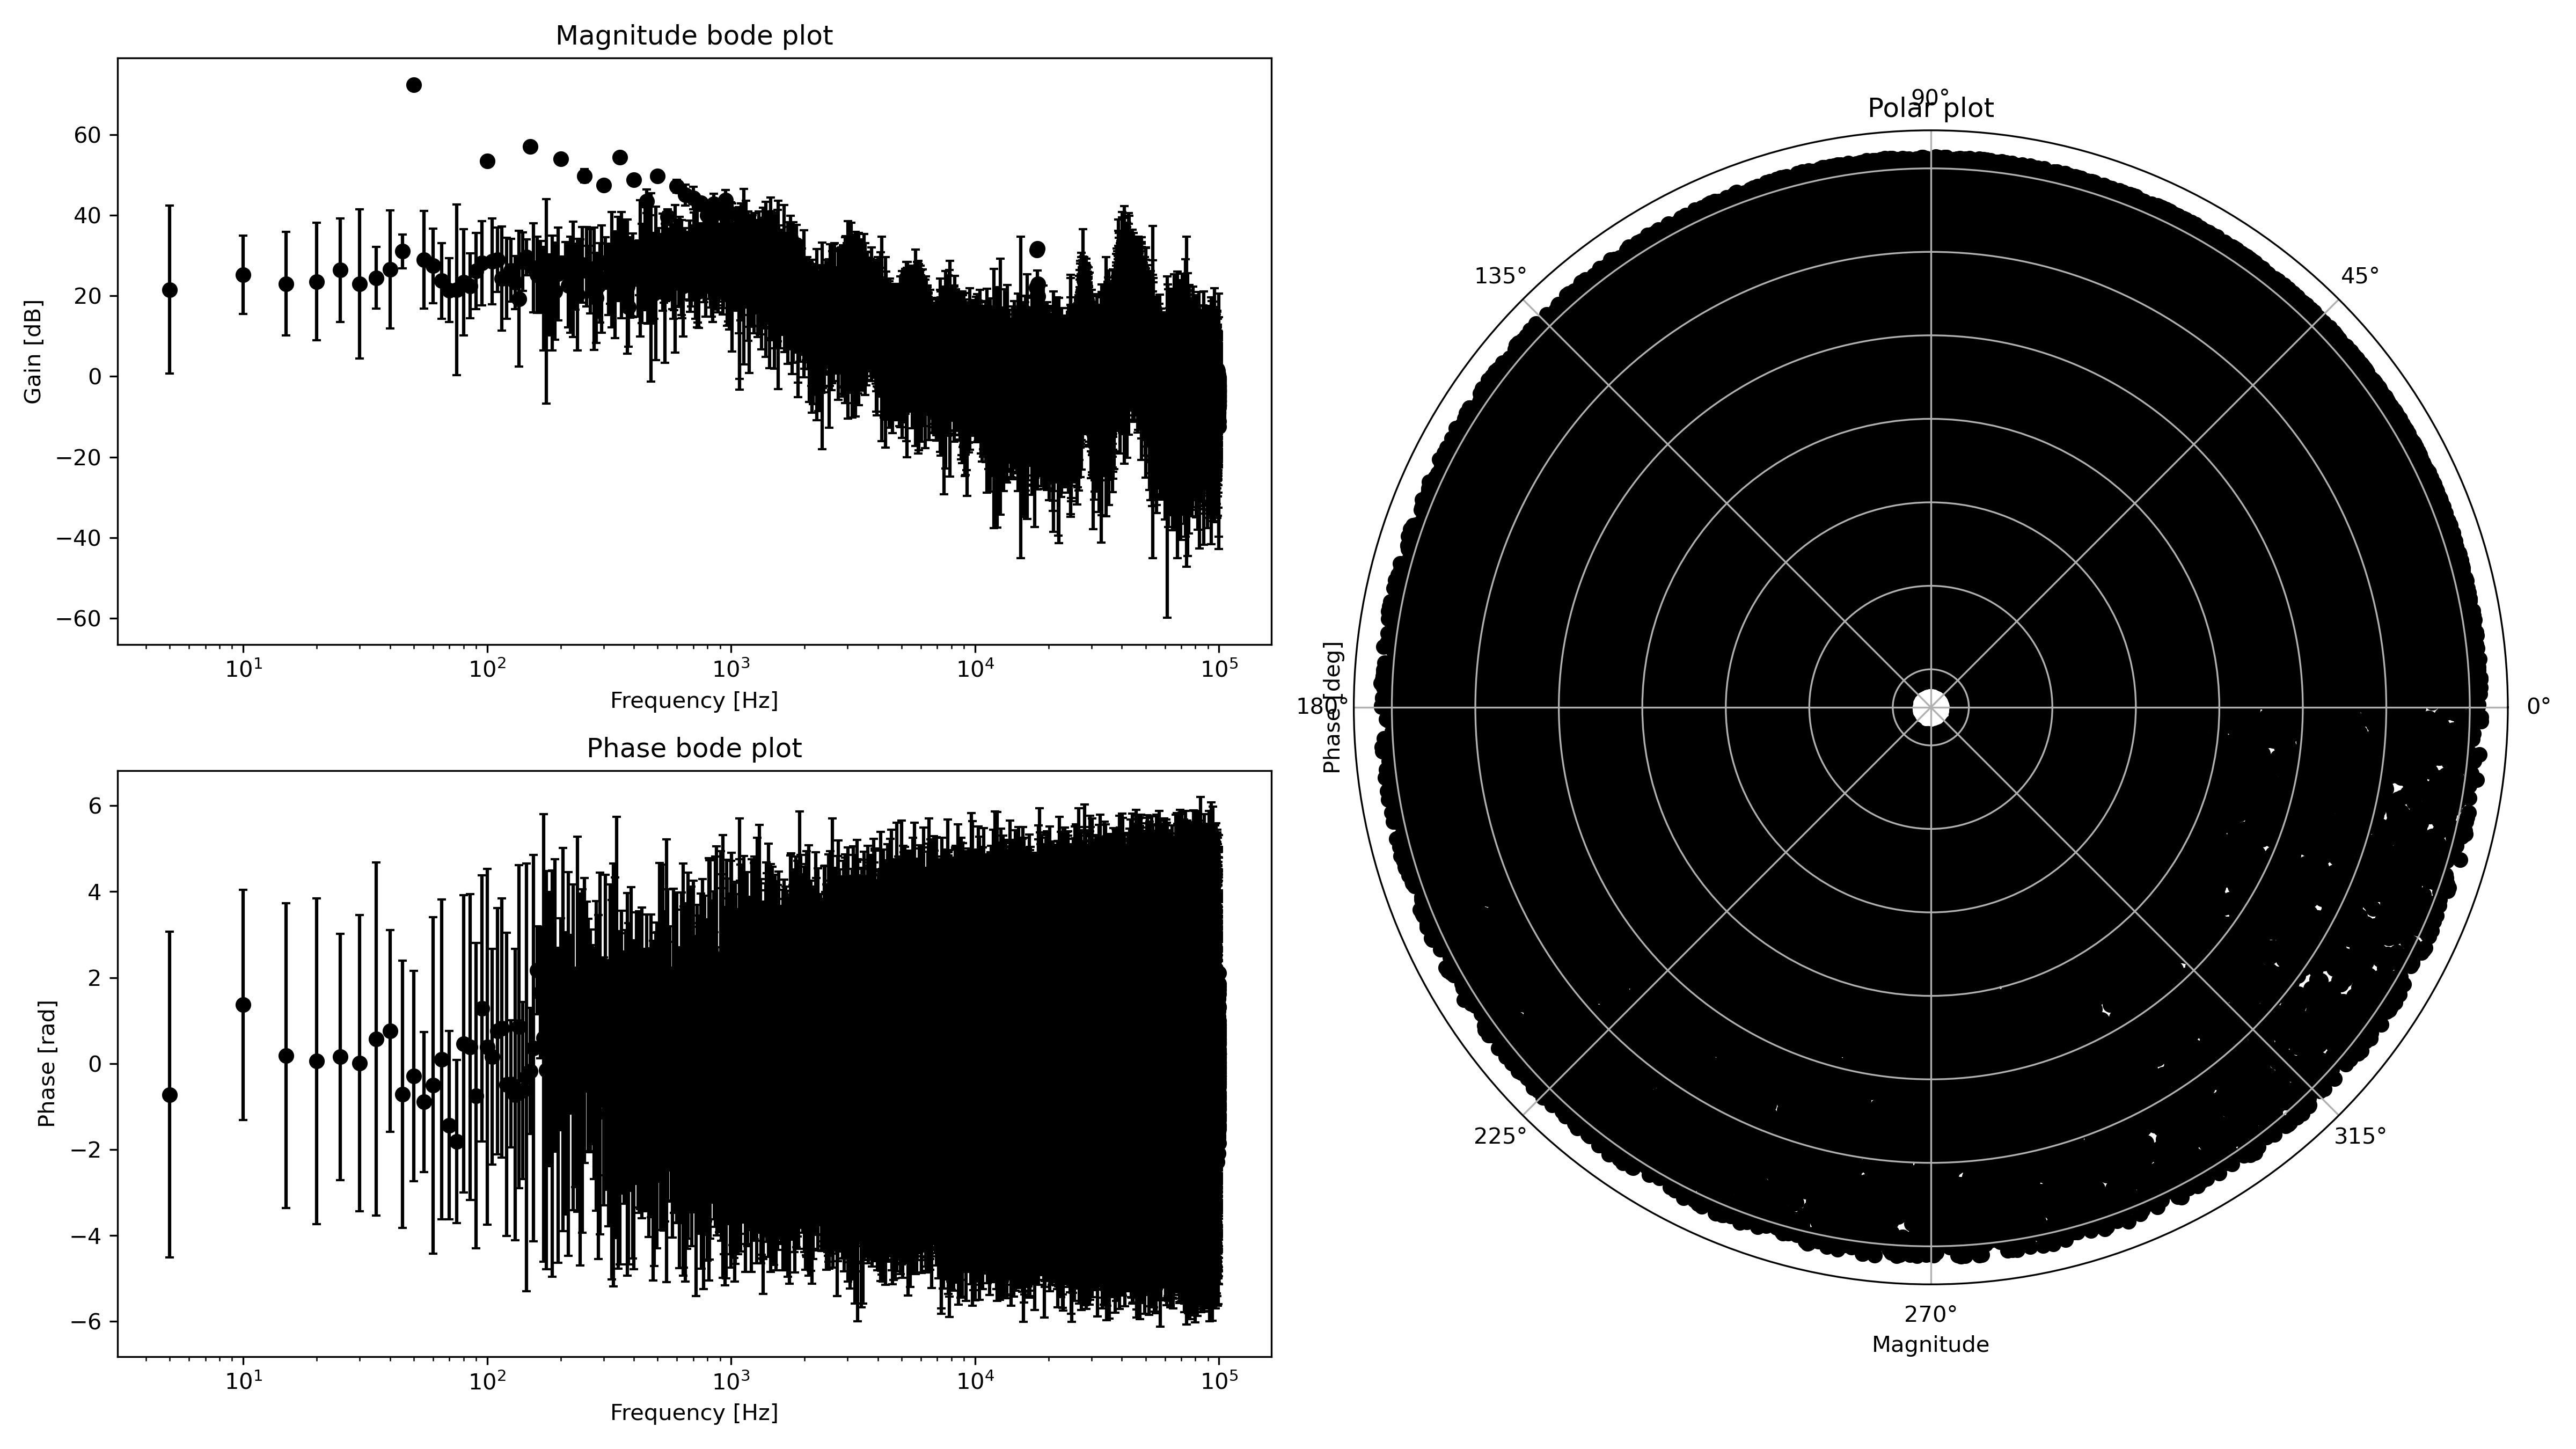 Magnitude bode plot
Gain [dB]
60
40
20
0
−20
−40
−60
10¹ 10² 10³ 10⁴ 10⁵
Frequency [Hz]
Phase bode plot
Phase [rad]
6
4
2
0
−2
−4
−6
10¹ 10² 10³ 10⁴ 10⁵
Frequency [Hz]
Polar plot
90°
135°
45°
180°
Phase [deg]
0°
225°
315°
270°
Magnitude